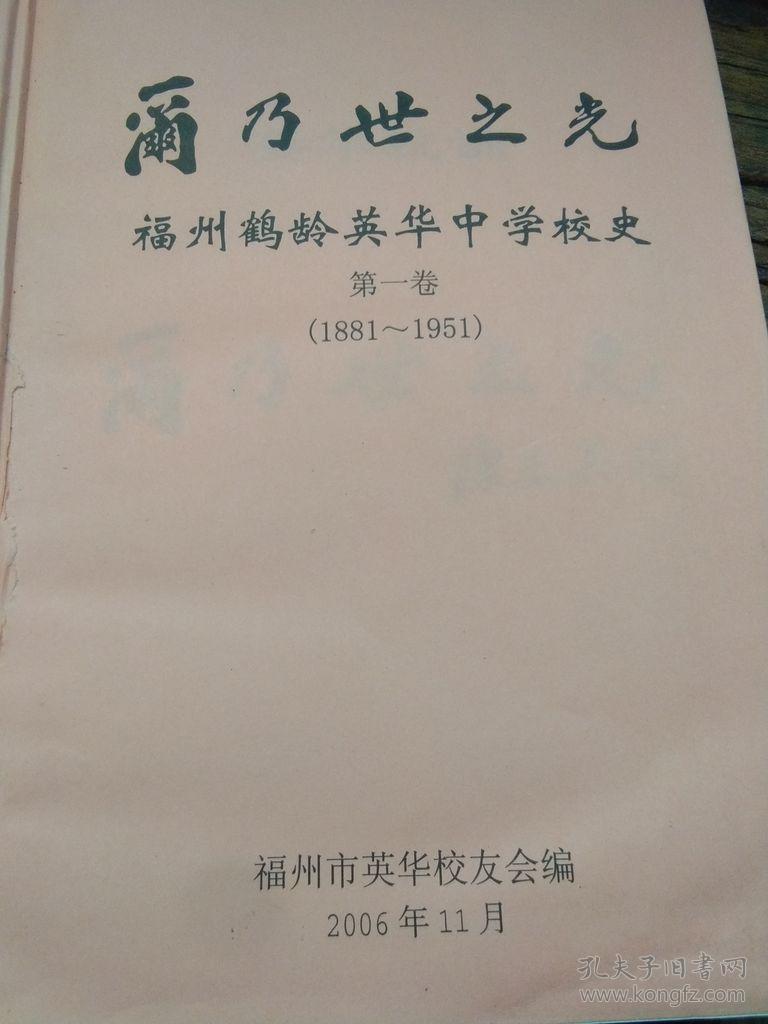 爾乃世之光
福州鹤龄英华中学校史
第一卷
(1881～1951)
福州市英华校友会编
2006年11月
孔夫子旧书网
www.kongfz.com